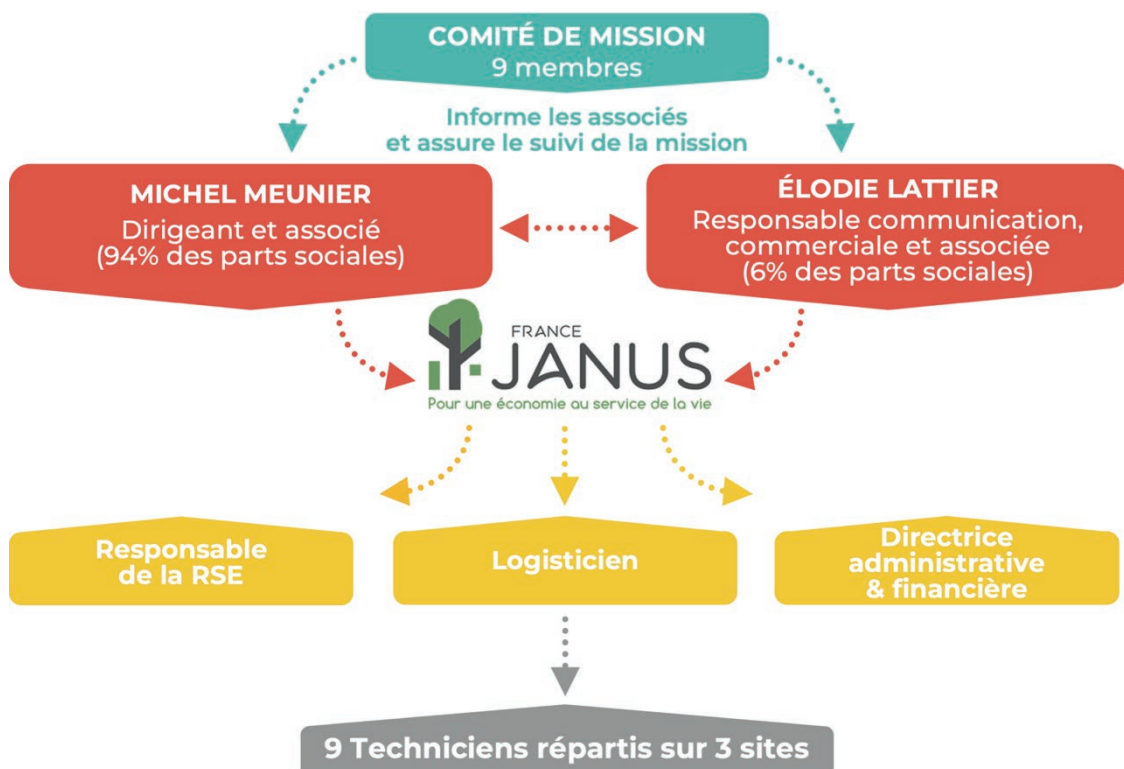 COMITÉ DE MISSION
9 membres
Informe les associés
et assure le suivi de la mission
MICHEL MEUNIER
Dirigeant et associé
(94% des parts sociales)
ÉLODIE LATTIER
Responsable communication,
commerciale et associée
(6% des parts sociales)
FRANCE
JANUS
Pour une économie au service de la vie
Responsable
de la RSE
Logisticien
Directrice
administrative
& financière
9 Techniciens répartis sur 3 sites